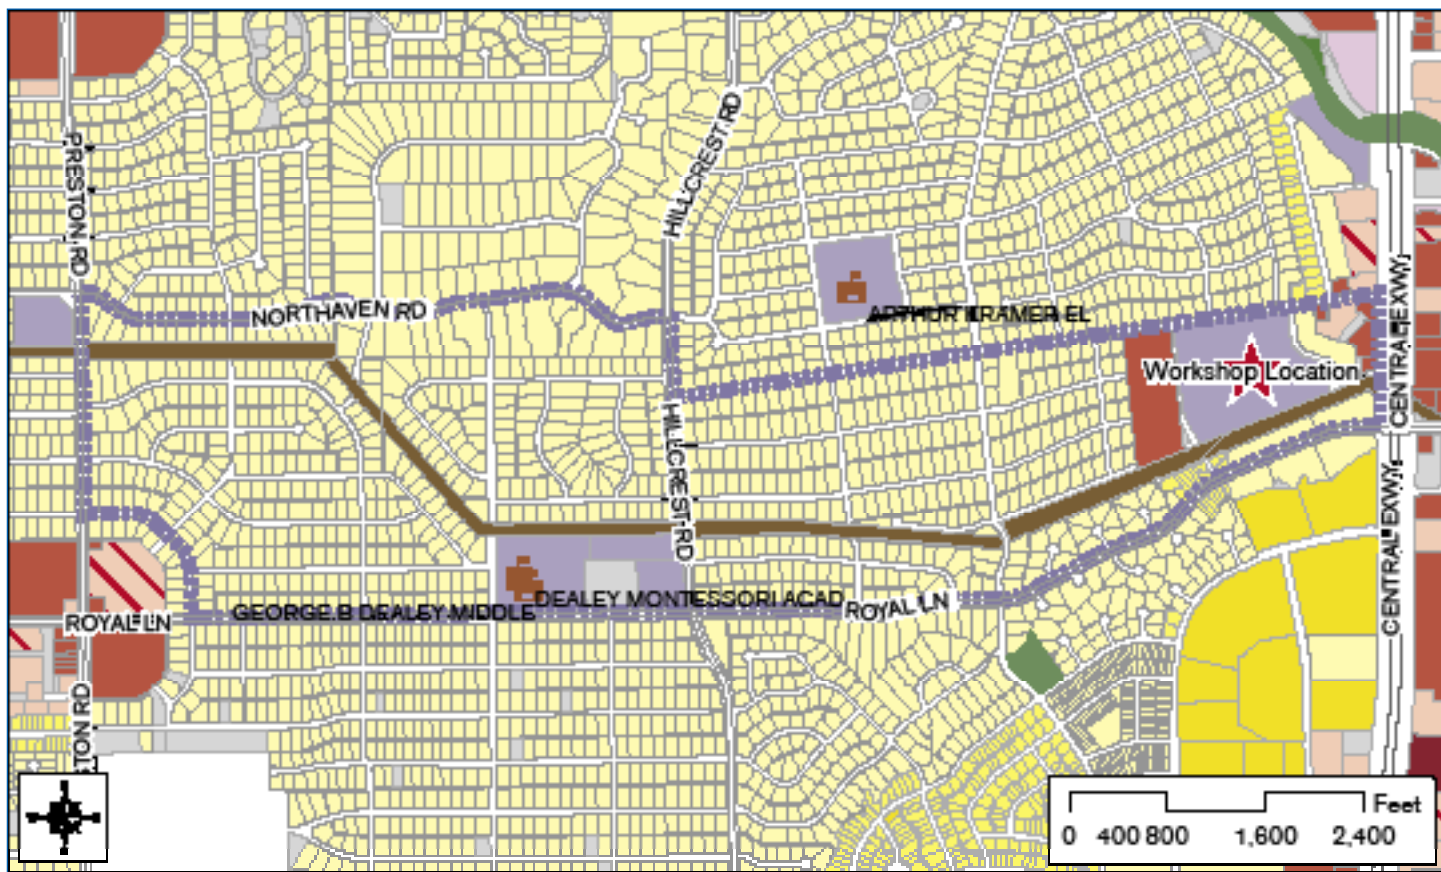 PRESTON RD
HILLCREST RD
NORTHAVEN RD
ARTHUR KRAMER EL
CENTRAL EXWY
Workshop Location
HILLCREST RD
CENTRAL EXWY
DEALEY MONTESSORI ACAD
ROYAL LN
GEORGE B DEALEY MIDDLE
ROYAL LN
STON RD
Feet
0 400 800 1,600 2,400